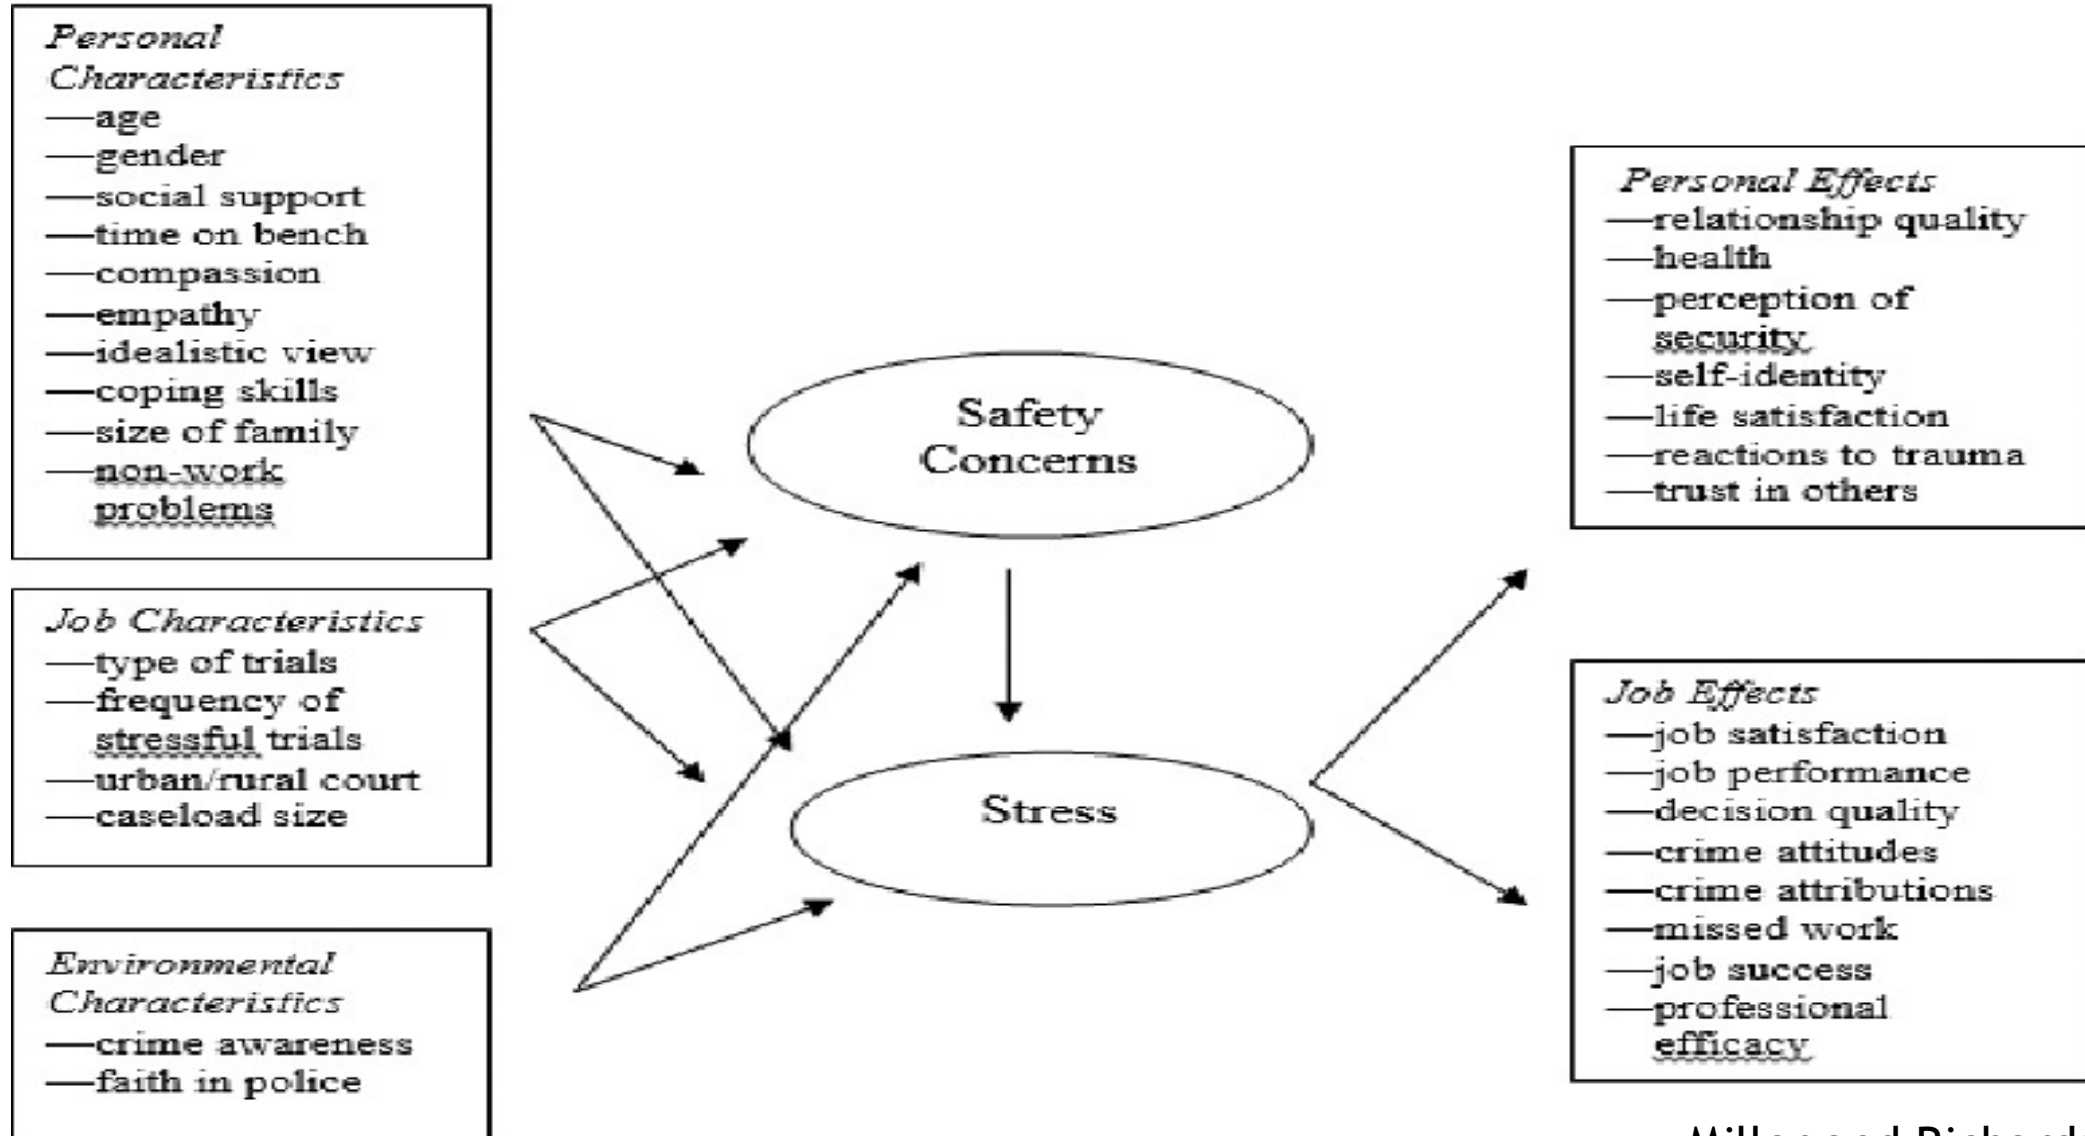 Personal
Characteristics
—age
—gender
—social support
—time on bench
—compassion
—empathy
—idealistic view
—coping skills
—size of family
—non-work
problems
Job Characteristics
—type of trials
—frequency of
stressful trials
—urban/rural court
—caseload size
Environmental
Characteristics
—crime awareness
—faith in police
Safety
Concerns
Stress
Personal Effects
—relationship quality
—health
—perception of
security
—self-identity
—life satisfaction
—reactions to trauma
—trust in others
Job Effects
—job satisfaction
—job performance
—decision quality
—crime attitudes
—crime attributions
—missed work
—job success
—professional
efficacy
and